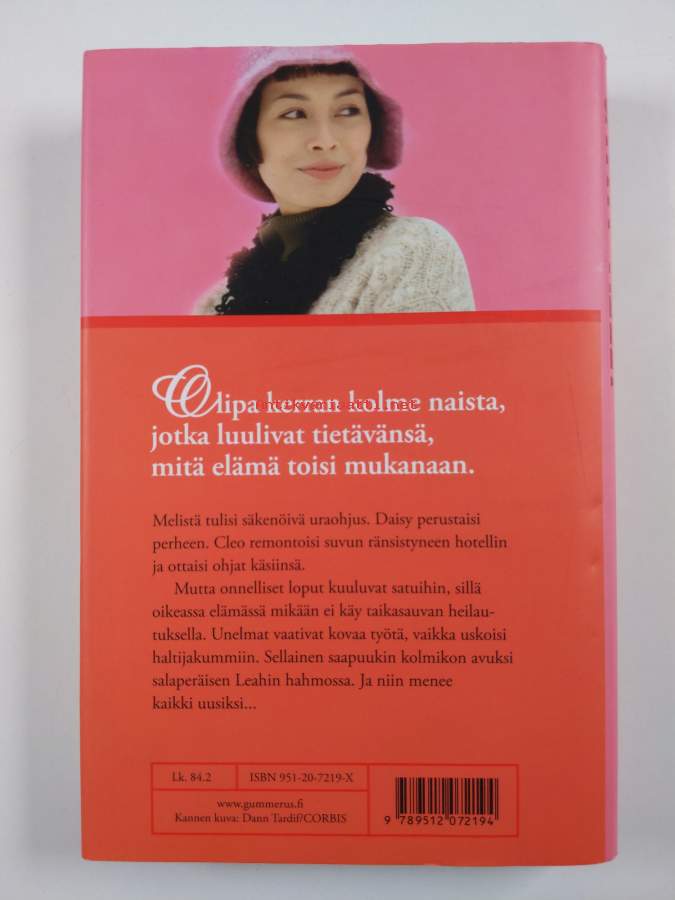 Olipa kerran kolme naista,
jotka luulivat tietävänsä,
mitä elämä toisi mukanaan.
Melistä tulisi säkenöivä uraohjus. Daisy perustaisi
perheen. Cleo remontoisi suvun ränsistyneen hotellin
ja ottaisi ohjat käsiinsä.
Mutta onnelliset loput kuuluvat satuihin, sillä
oikeassa elämässä mikään ei käy taikasauvan heilau-
tuksella. Unelmat vaativat kovaa työtä, vaikka uskoisi
haltijakummiin. Sellainen saapuukin kolmikon avuksi
salaperäisen Leahin hahmossa. Ja niin menee
kaikki uusiksi...
Lk. 84.2
ISBN 951-20-7219-X
www.gummerus.fi
Kannen kuva: Dann Tardif/CORBIS
9 789512 072194